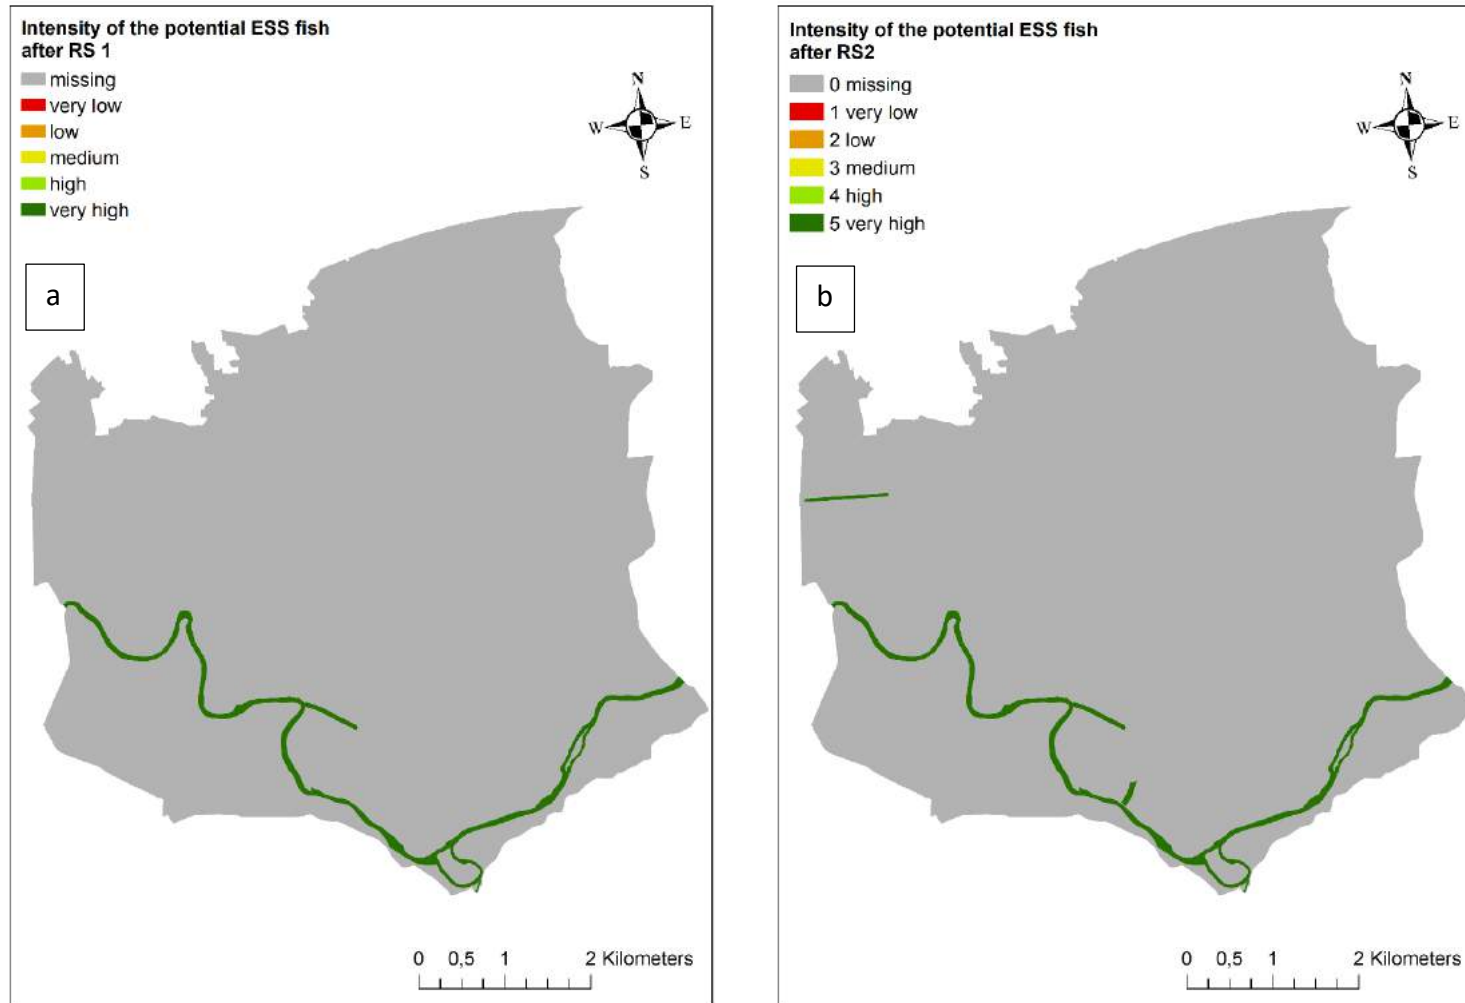 Intensity of the potential ESS fish
after RS 1
missing
very low
low
medium
high
very high
N
W
E
S
a
0 0,5 1 2 Kilometers
Intensity of the potential ESS fish
after RS2
0 missing
1 very low
2 low
3 medium
4 high
5 very high
N
W
E
S
b
0 0,5 1 2 Kilometers